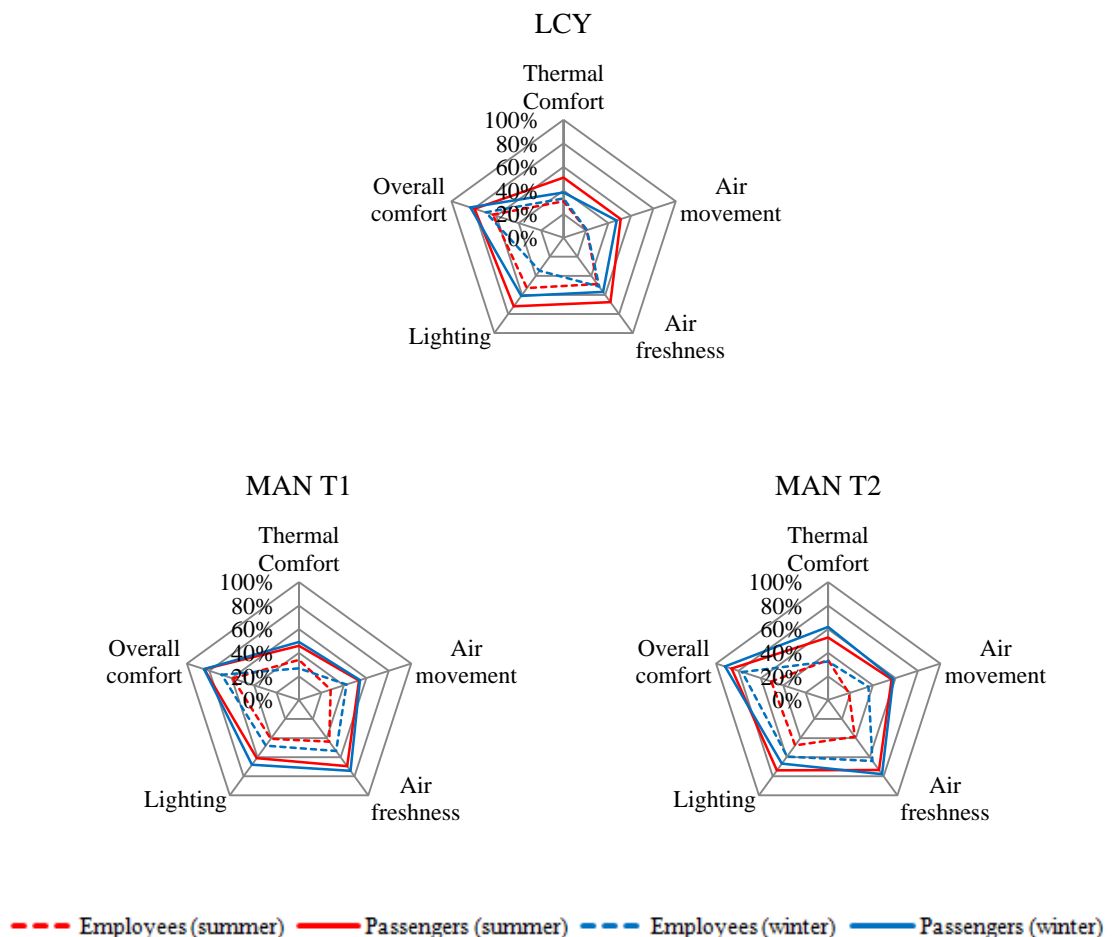 LCY
Thermal
Comfort
100%
80%
60%
40%
20%
0%
Overall
comfort
Air
movement
Lighting
Air
freshness
MAN T1
Thermal
Comfort
100%
80%
60%
40%
20%
0%
Overall
comfort
Air
movement
Lighting
Air
freshness
MAN T2
Thermal
Comfort
100%
80%
60%
40%
20%
0%
Overall
comfort
Air
movement
Lighting
Air
freshness
Employees (summer) Passengers (summer) Employees (winter) Passengers (winter)